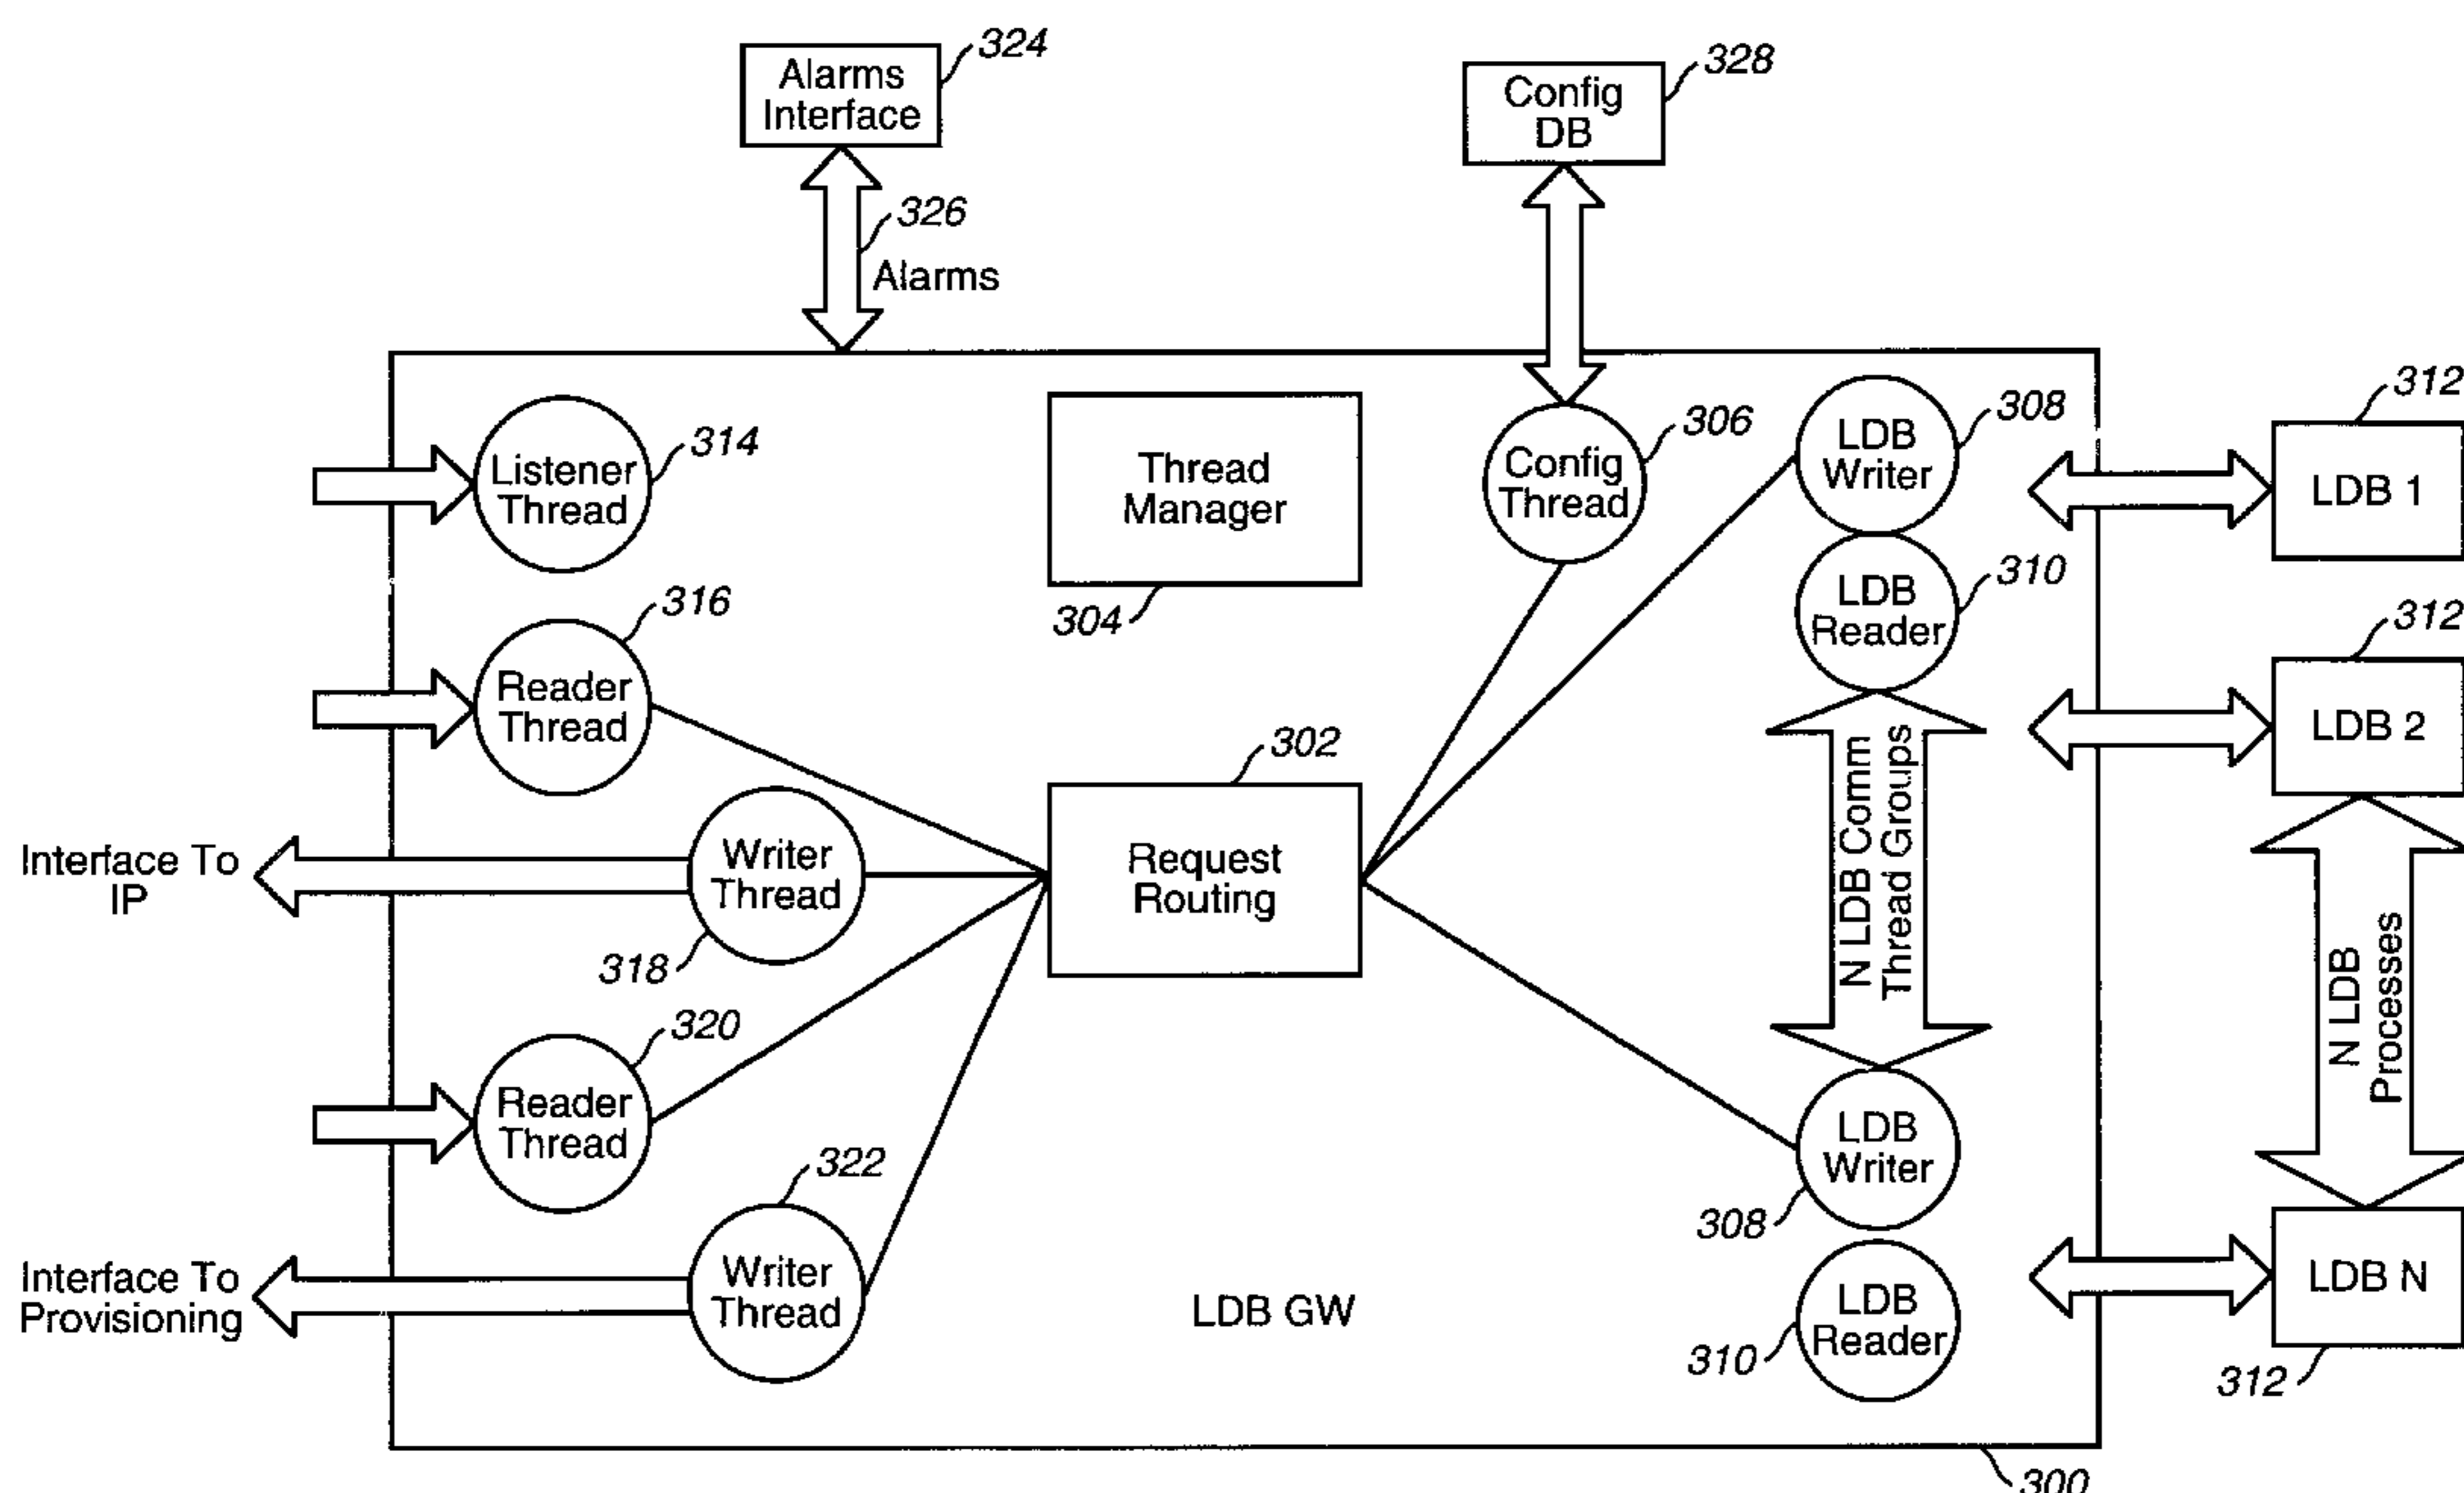 324
Alarms
Interface
328
Config
DB
326
Alarms
312
LDB 1
308
LDB
Writer
306
Config
Thread
Thread
Manager
304
314
Listener
Thread
310
LDB
Reader
316
Reader
Thread
312
LDB 2
302
Request
Routing
N LDB Comm
Thread Groups
Interface To
IP
Writer
Thread
318
N LDB
Processes
320
Reader
Thread
LDB
Writer
308
322
Writer
Thread
Interface To
Provisioning
LDB GW
LDB
Reader
310
LDB N
312
300